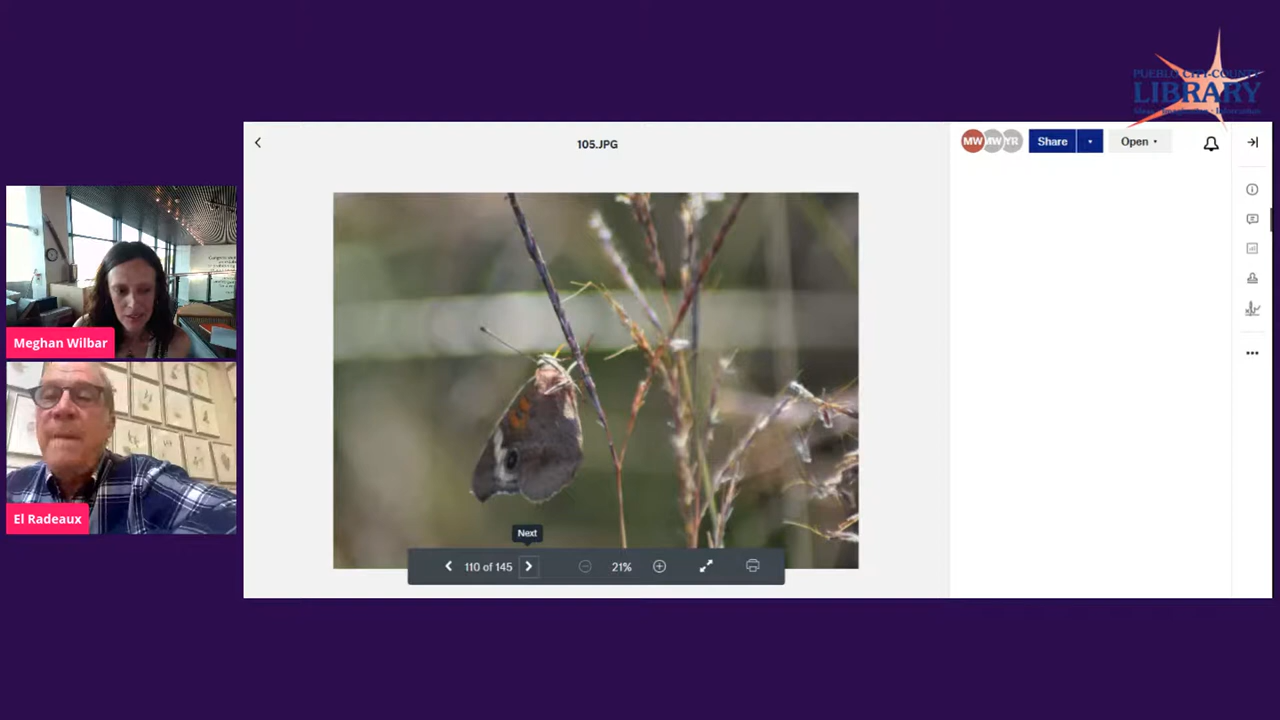 PUEBLO CITY-COUNTY
LIBRARY
105.JPG
MW
MW
YR
Share
Open
Meghan Wilbar
El Radeaux
Next
110 of 145
21%